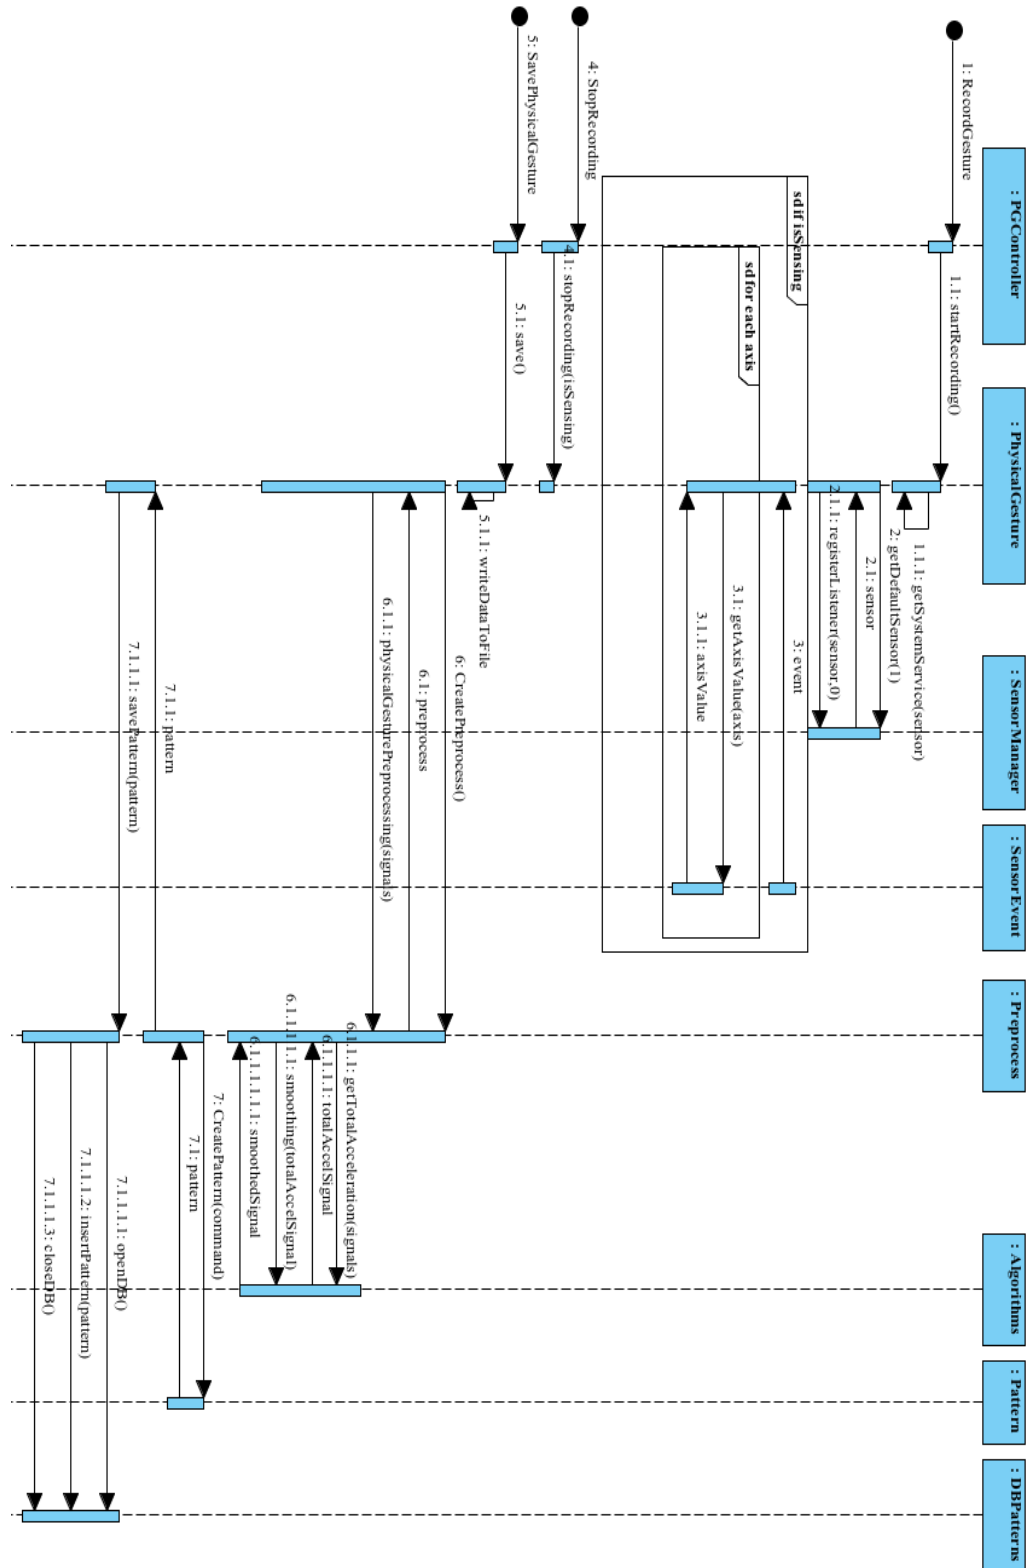 : PGController
: PhysicalGesture
: SensorManager
: SensorEvent
: Preprocess
: Algorithms
: Pattern
: DBPatterns
1: RecordGesture
1.1: startRecording()
1.1.1: getSystemService(sensor)
2: getDefaultSensor(1)
2.1: sensor
2.1.1: registerListener(sensor,0)
sd if isSensing
3: event
sd for each axis
3.1: getAxisValue(axis)
3.1.1: axisValue
4: StopRecording
4.1: stopRecording(isSensing)
5: SavePhysicalGesture
5.1: save()
5.1.1: writeDataToFile
6: CreatePreprocess()
6.1: preprocess
6.1.1: physicalGesturePreprocessing(signals)
6.1.1.1: getTotalAcceleration(signals)
6.1.1.1.1: totalAccelSignal
6.1.1.1.1.1: smoothing(totalAccelSignal)
6.1.1.1.1.1.1: smoothedSignal
7: CreatePattern(command)
7.1: pattern
7.1.1: pattern
7.1.1.1: savePattern(pattern)
7.1.1.1.1: openDB()
7.1.1.1.2: insertPattern(pattern)
7.1.1.1.3: closeDB()